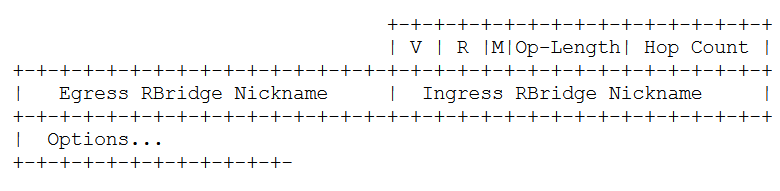 +-+-+-+-+-+-+-+-+-+-+-+-+-+-+-+-+
                                | V | R |M|Op-Length| Hop Count |
+-+-+-+-+-+-+-+-+-+-+-+-+-+-+-+-+-+-+-+-+-+-+-+-+-+-+-+-+-+-+-+-+
|   Egress RBridge Nickname     |  Ingress RBridge Nickname     |
+-+-+-+-+-+-+-+-+-+-+-+-+-+-+-+-+-+-+-+-+-+-+-+-+-+-+-+-+-+-+-+-+
|  Options...
+-+-+-+-+-+-+-+-+-+-+-+-